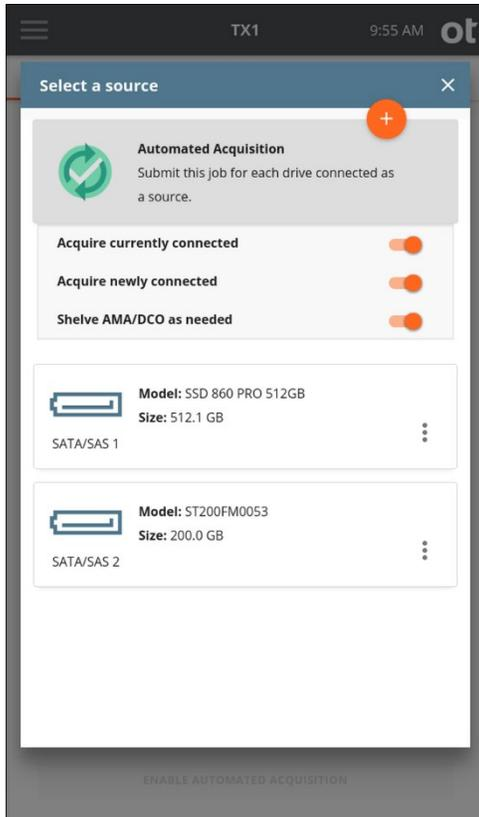 TX1
9:55 AM
ot
Select a source
Automated Acquisition
Submit this job for each drive connected as
a source.
Acquire currently connected
Acquire newly connected
Shelve AMA/DCO as needed
Model: SSD 860 PRO 512GB
Size: 512.1 GB
SATA/SAS 1
Model: ST200FM0053
Size: 200.0 GB
SATA/SAS 2
ENABLE AUTOMATED ACQUISITION